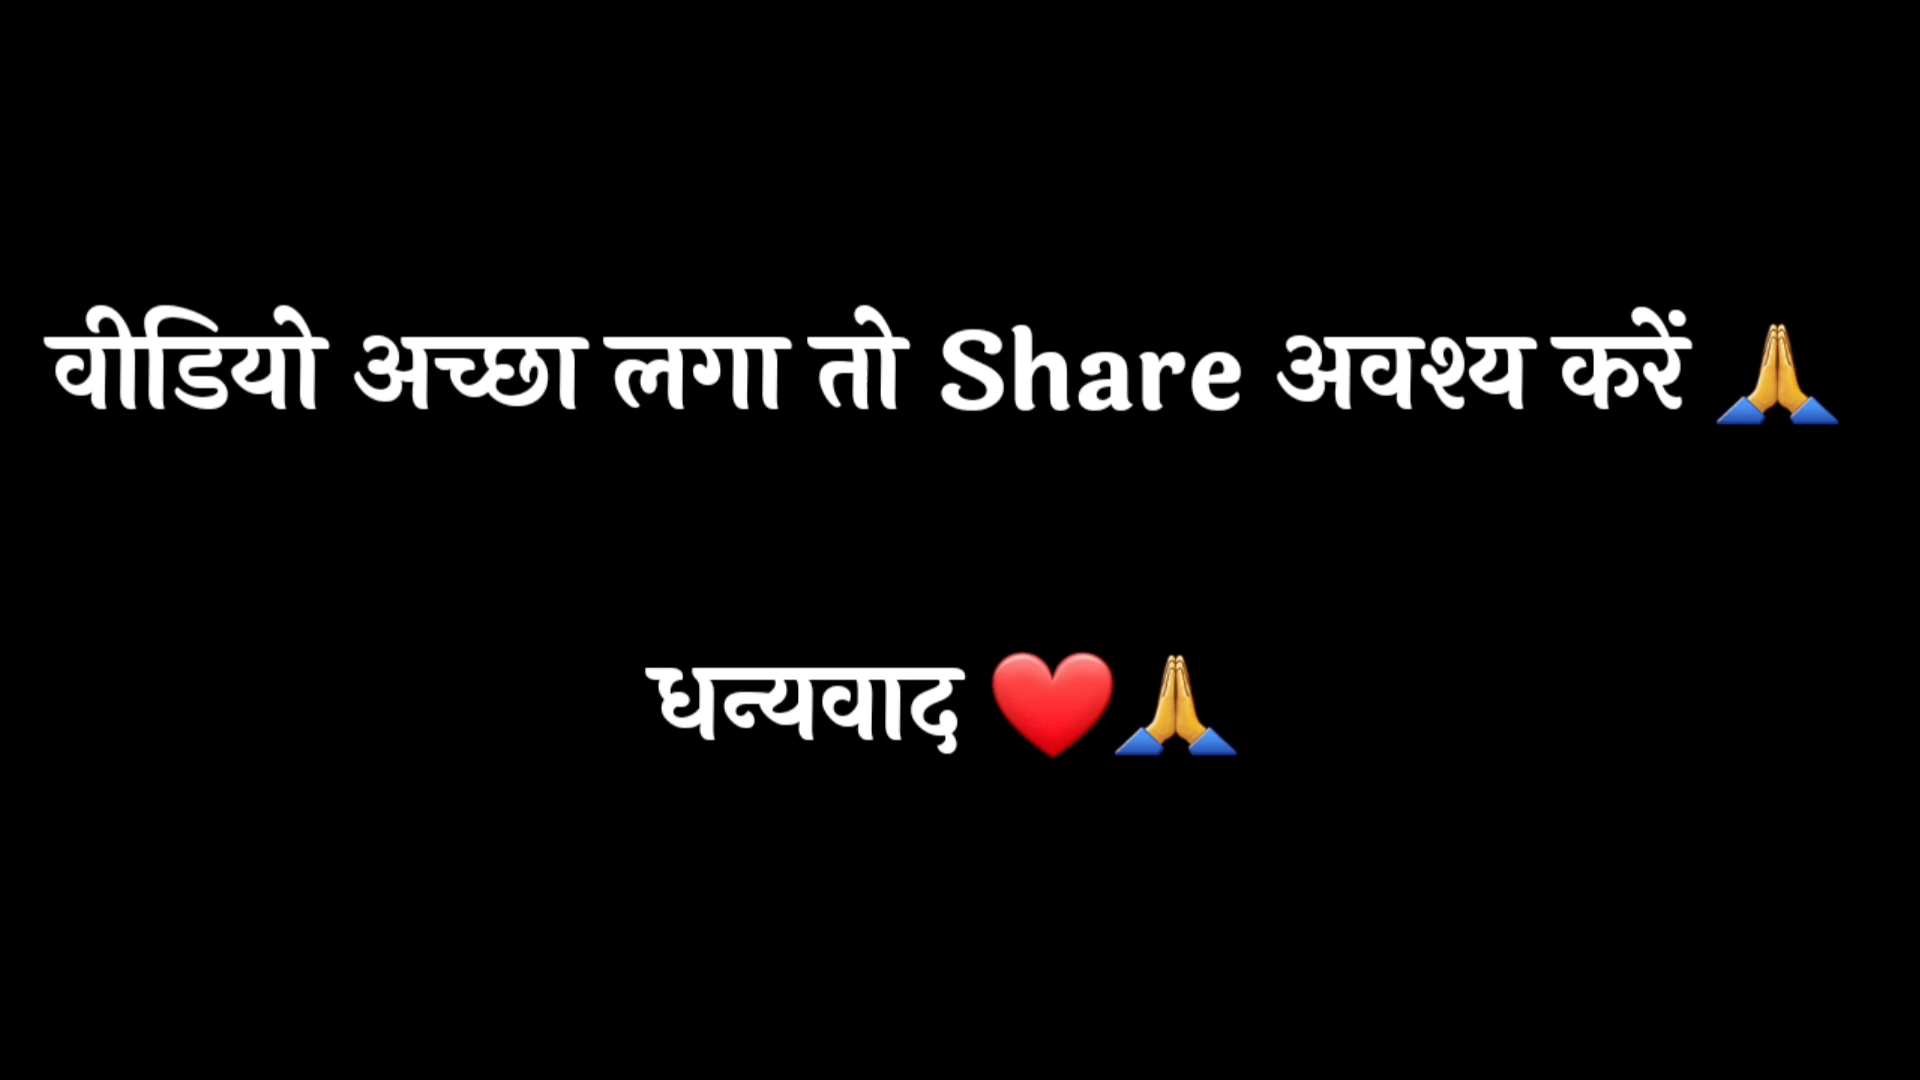 वीडियो अच्छा लगा तो Share अवश्य करें 🙏
धन्यवाद ❤️🙏